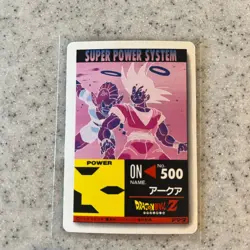 SUPER POWER SYSTEM
POWER
ON
NO. 500
NAME.
アークア
DRAGON BALL Z